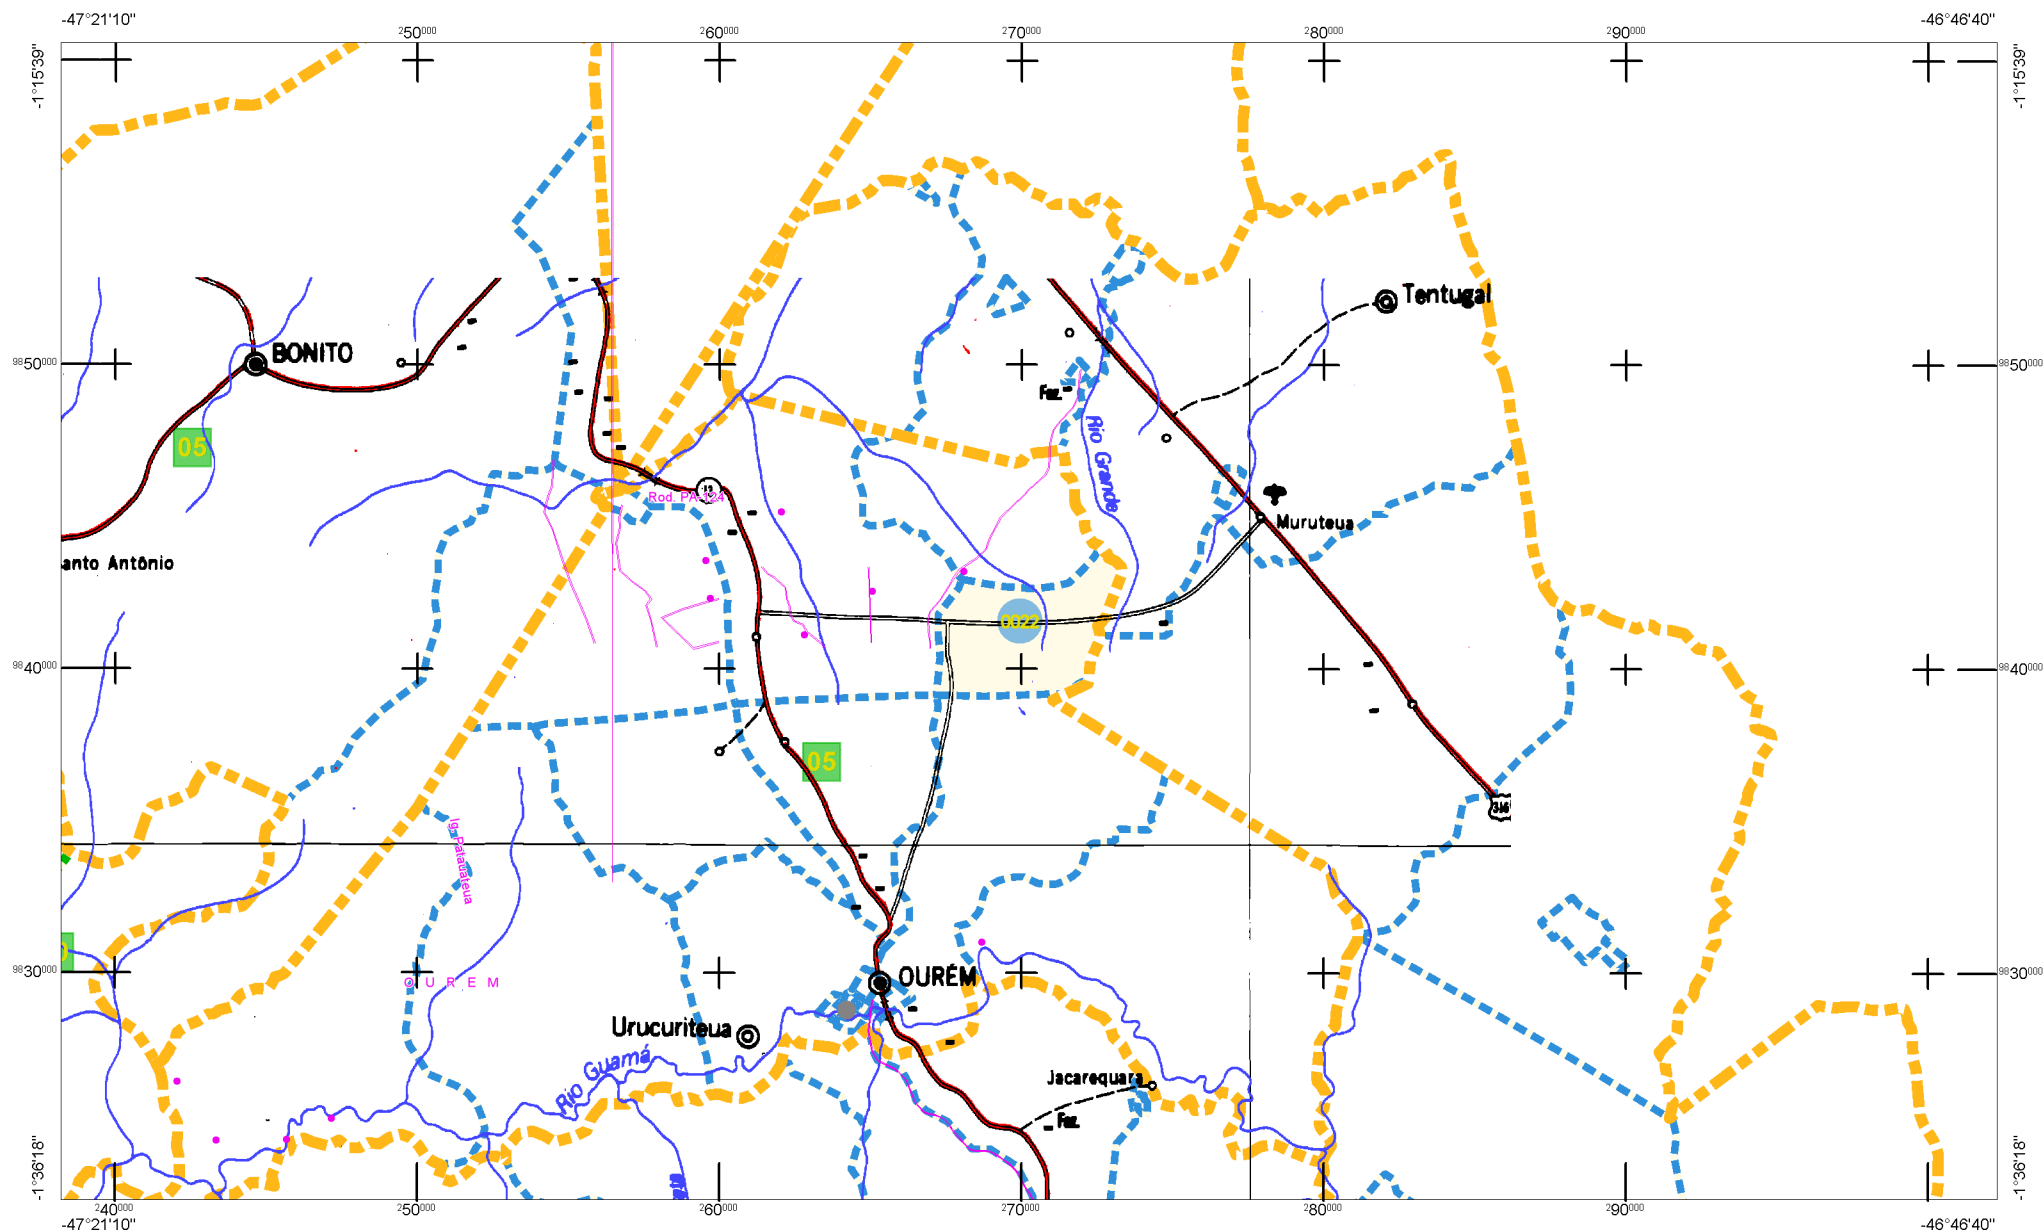 -47°21'10"
-46°46'40"
250000
260000
270000
280000
290000
-1°15'39"
-1°15'39"
Tentugal
BONITO
9850000
9850000
Faz.
Rio Grande
05
Rod. PA-124
Muruteua
anto Antônio
0022
9840000
9840000
05
316
Ig. Patauateua
9830000
9830000
OURÉM
O U R E M
Urucuriteua
Rio Guamá
Jacarequara
Faz.
-1°36'18"
-1°36'18"
240000
250000
260000
270000
280000
290000
-47°21'10"
-46°46'40"